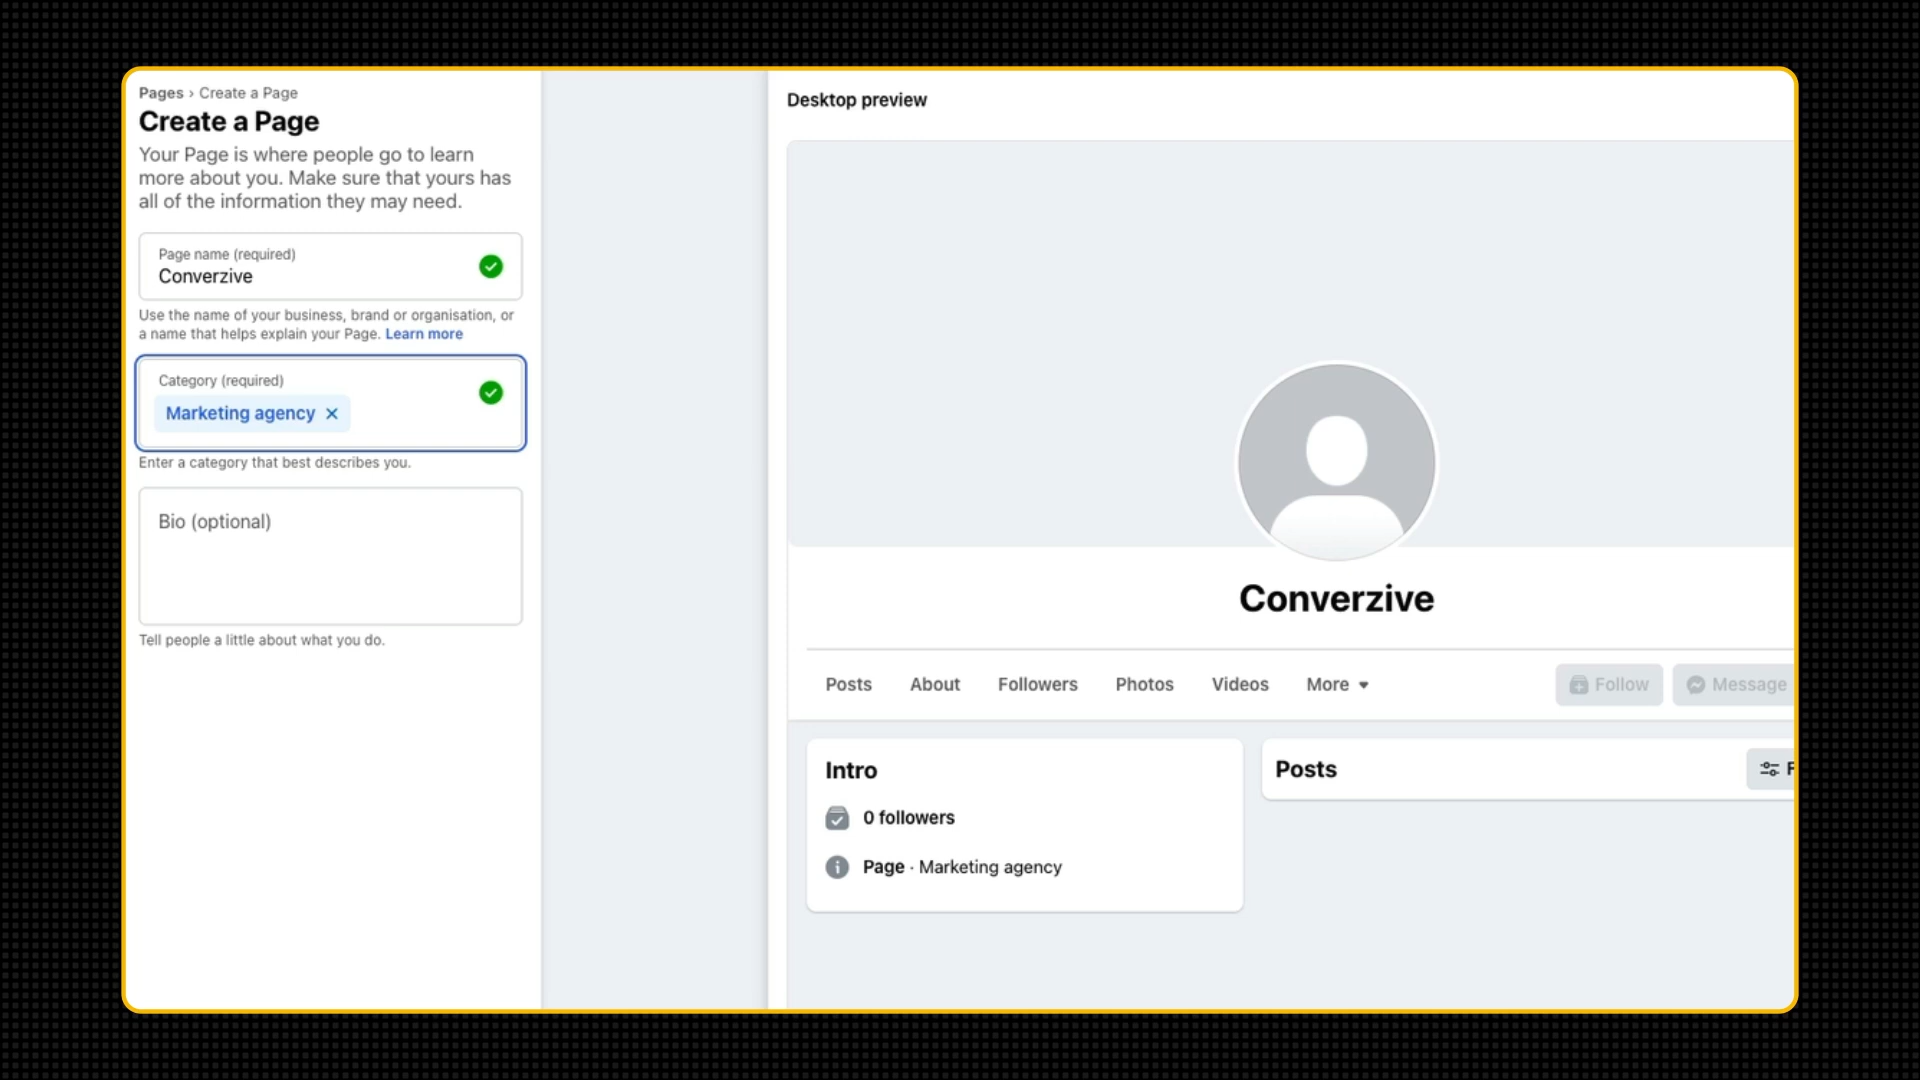 Pages › Create a Page
Create a Page
Your Page is where people go to learn
more about you. Make sure that yours has
all of the information they may need.
Page name (required)
Converzive
Use the name of your business, brand or organisation, or
a name that helps explain your Page. Learn more
Category (required)
Marketing agency ×
Enter a category that best describes you.
Bio (optional)
Tell people a little about what you do.
Desktop preview
Converzive
Posts About Followers Photos Videos More Follow Message
Intro
0 followers
Page · Marketing agency
Posts